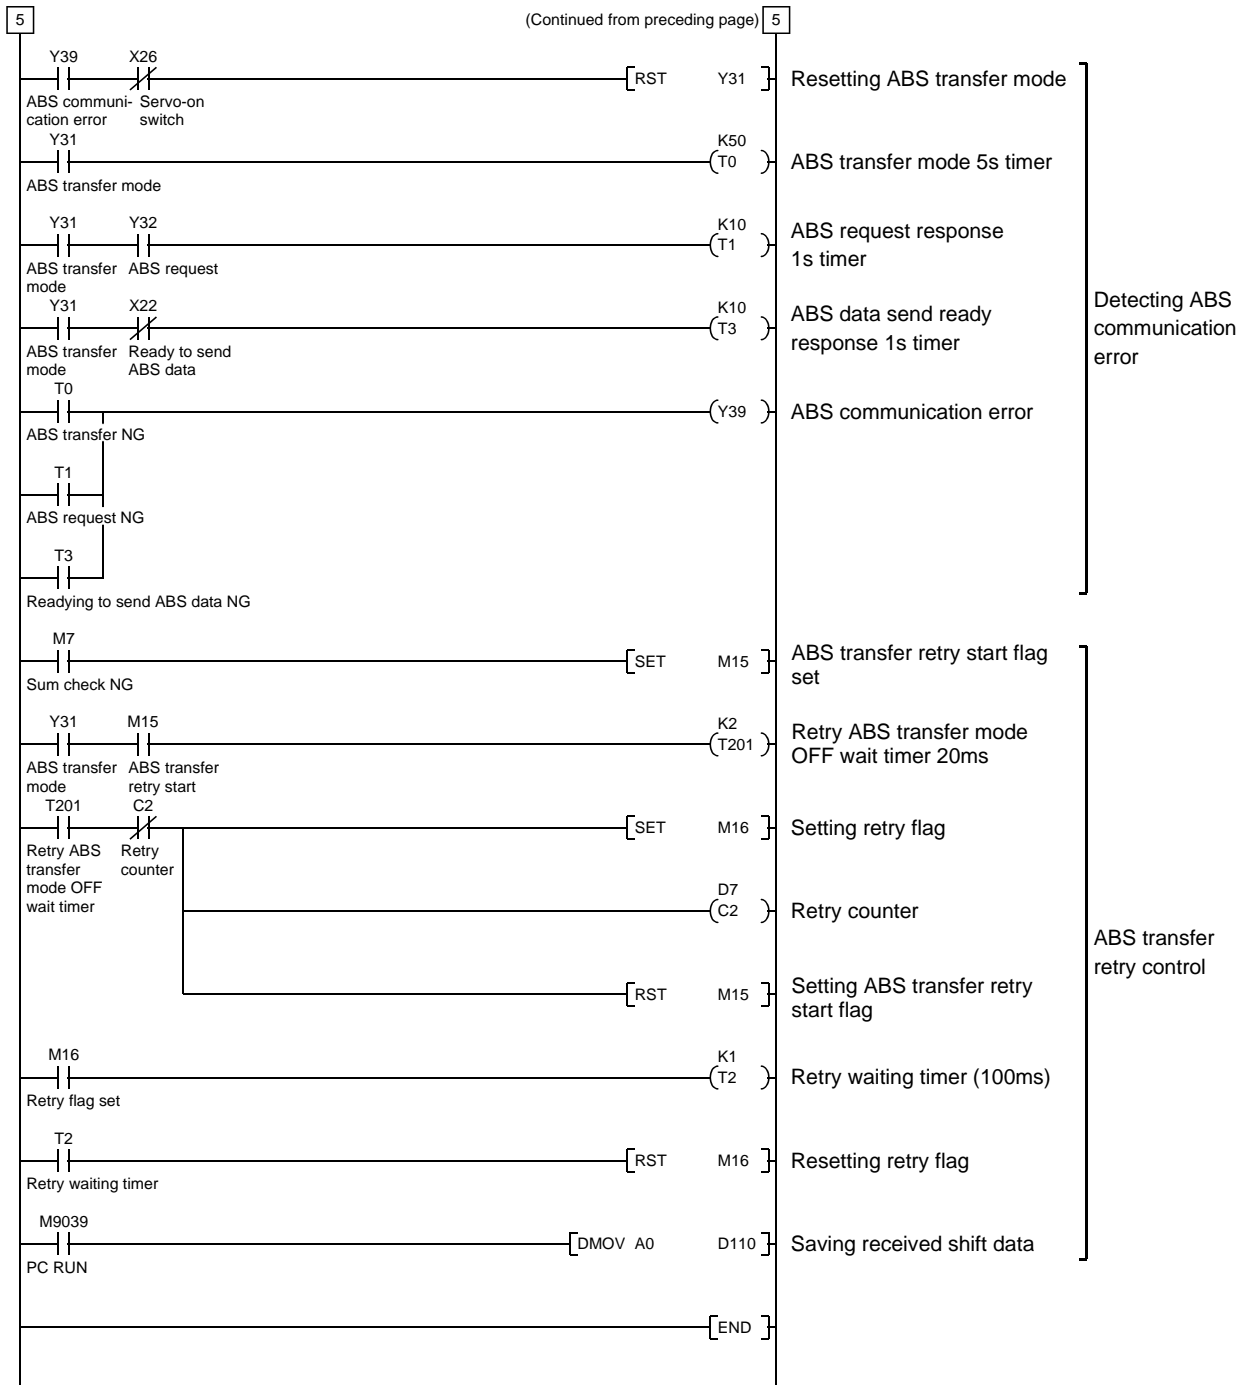 5 (Continued from preceding page) 5
Y39 X26
RST Y31 Resetting ABS transfer mode
ABS communi- Servo-on
cation error switch
Y31 K50
T0 ABS transfer mode 5s timer
ABS transfer mode
Y31 Y32 K10
T1 ABS request response
1s timer
ABS transfer ABS request
mode
Y31 X22 K10
T3 ABS data send ready
response 1s timer
ABS transfer Ready to send
mode ABS data
Detecting ABS
communication
error
T0
Y39 ABS communication error
ABS transfer NG
T1
ABS request NG
T3
Readying to send ABS data NG
M7
SET M15 ABS transfer retry start flag
set
Sum check NG
Y31 M15 K2
T201 Retry ABS transfer mode
OFF wait timer 20ms
ABS transfer ABS transfer
mode retry start
T201 C2
SET M16 Setting retry flag
Retry ABS Retry
transfer counter
mode OFF
wait timer
D7
C2 Retry counter
ABS transfer
retry control
RST M15 Setting ABS transfer retry
start flag
M16 K1
T2 Retry waiting timer (100ms)
Retry flag set
T2
RST M16 Resetting retry flag
Retry waiting timer
M9039
DMOV A0 D110 Saving received shift data
PC RUN
END